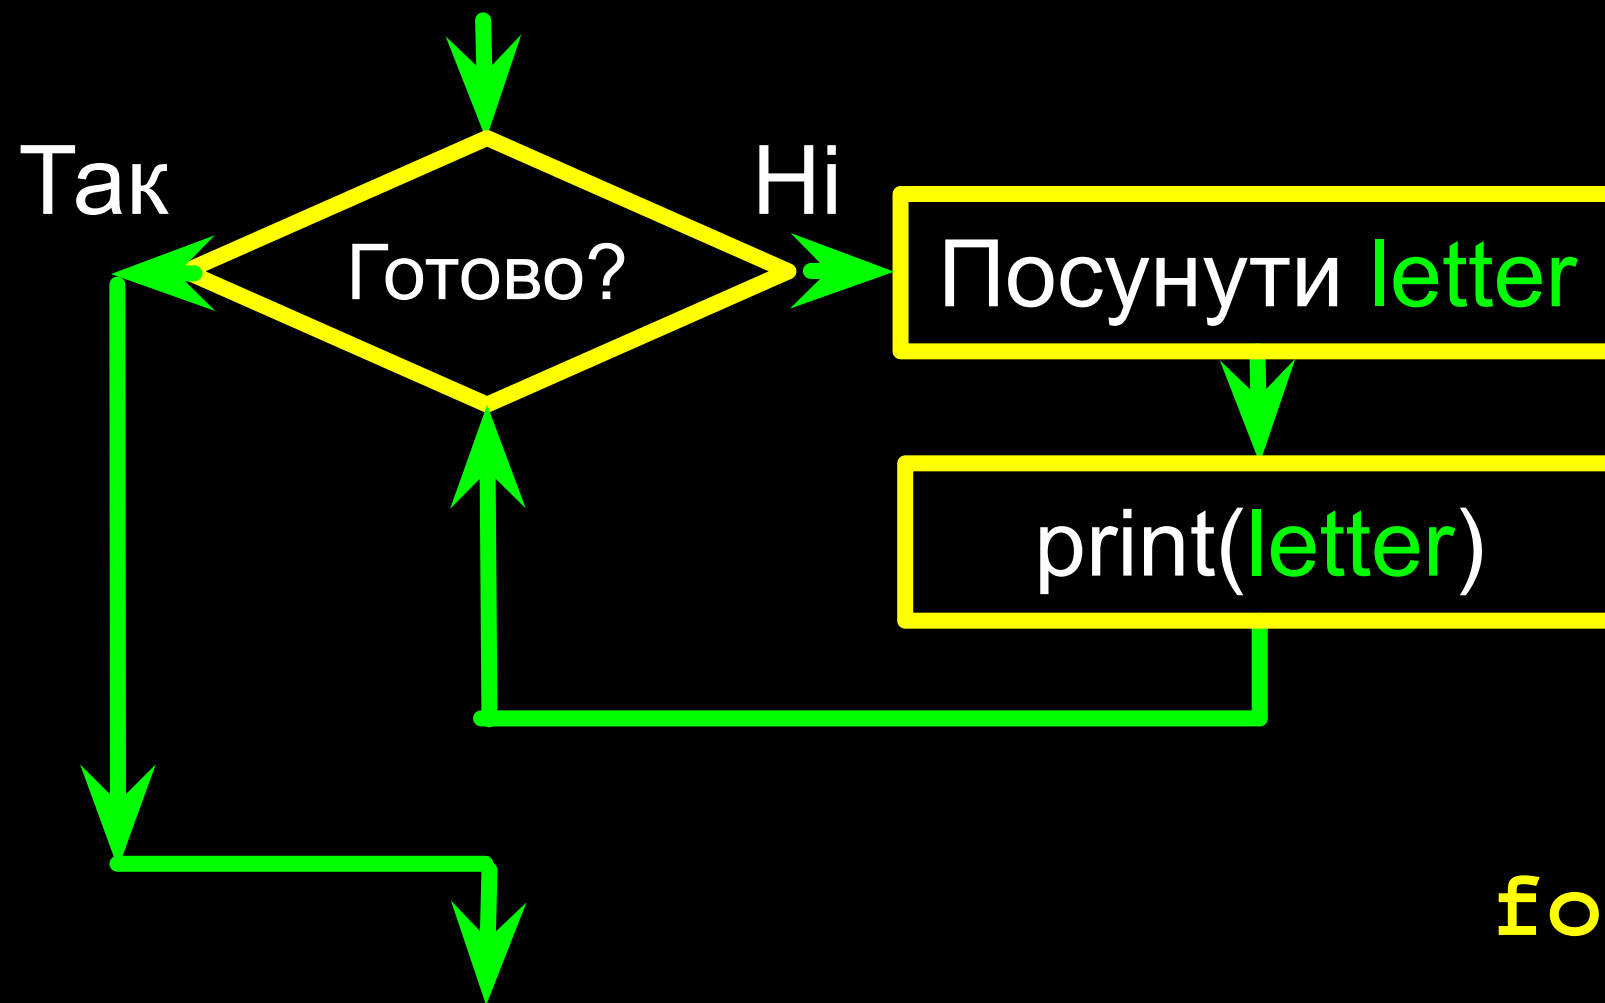 Так
Ні
Готово?
Посунути letter
print(letter)
fo